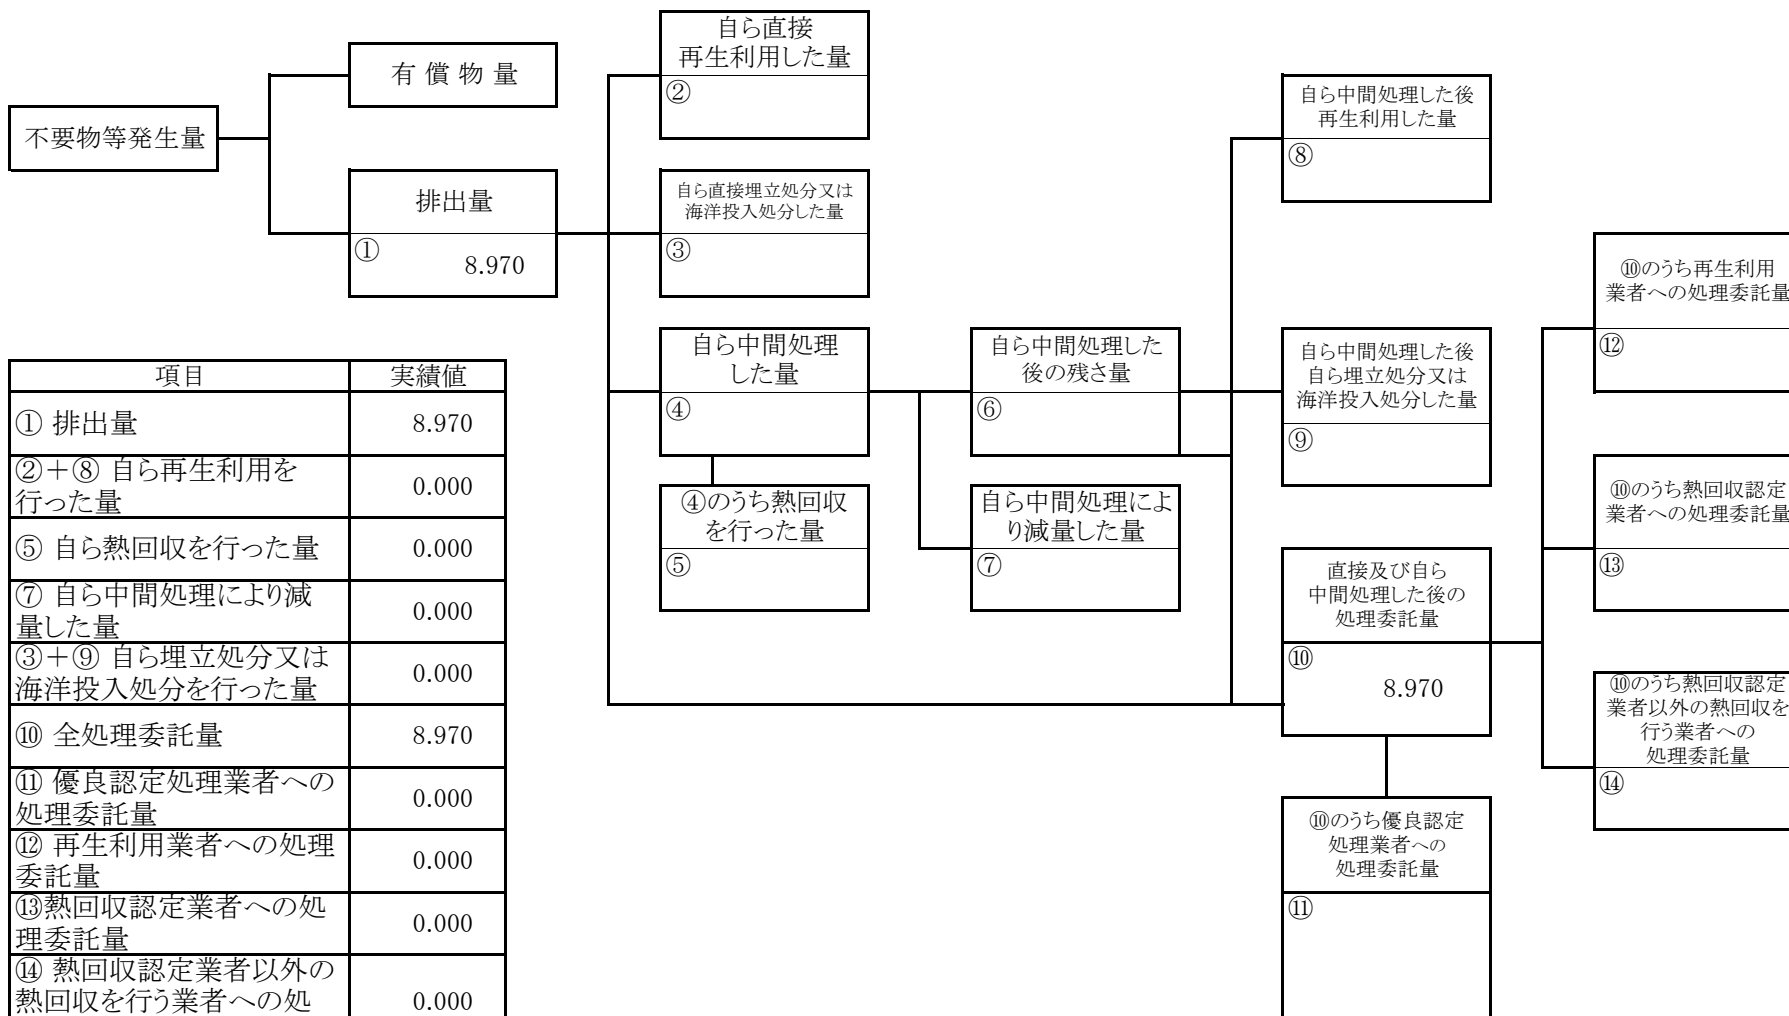 不要物等発生量
有 償 物 量
排出量
①
8.970
自ら直接
再生利用した量
②
自ら直接埋立処分又は
海洋投入処分した量
③
自ら中間処理
した量
④
④のうち熱回収
を行った量
⑤
自ら中間処理した
後の残さ量
⑥
自ら中間処理によ
り減量した量
⑦
自ら中間処理した後
再生利用した量
⑧
自ら中間処理した後
自ら埋立処分又は
海洋投入処分した量
⑨
直接及び自ら
中間処理した後の
処理委託量
⑩
8.970
⑩のうち優良認定
処理業者への
処理委託量
⑪
⑩のうち再生利用
業者への処理委託量
⑫
⑩のうち熱回収認定
業者への処理委託量
⑬
⑩のうち熱回収認定
業者以外の熱回収を
行う業者への
処理委託量
⑭
項目 実績値
① 排出量 8.970
②＋⑧ 自ら再生利用を
行った量 0.000
⑤ 自ら熱回収を行った量 0.000
⑦ 自ら中間処理により減
量した量 0.000
③＋⑨ 自ら埋立処分又は
海洋投入処分を行った量 0.000
⑩ 全処理委託量 8.970
⑪ 優良認定処理業者への
処理委託量 0.000
⑫ 再生利用業者への処理
委託量 0.000
⑬熱回収認定業者への処
理委託量 0.000
⑭ 熱回収認定業者以外の
熱回収を行う業者への処 0.000